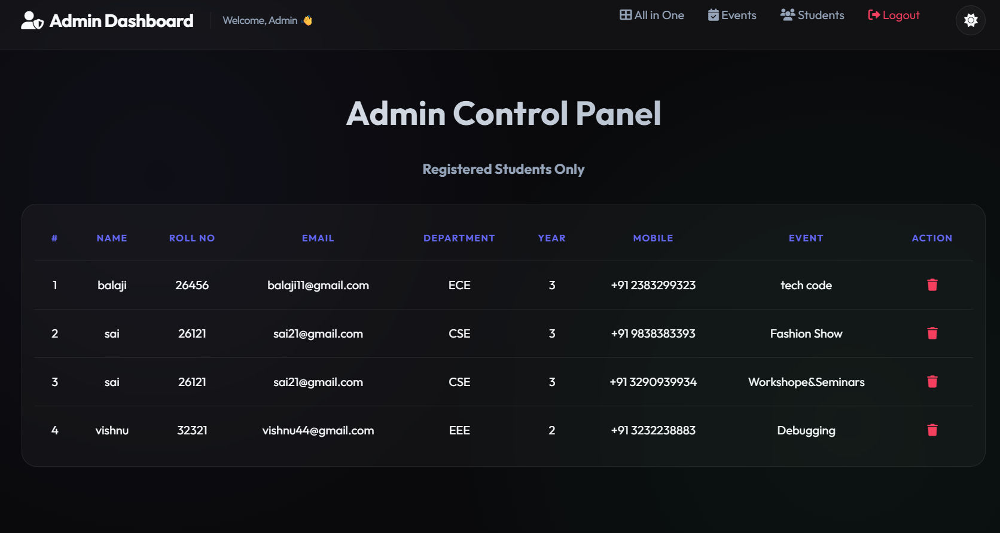 Admin Dashboard Welcome, Admin 👋 All in One Events Students Logout
Admin Control Panel
Registered Students Only
# NAME ROLL NO EMAIL DEPARTMENT YEAR MOBILE EVENT ACTION
1 balaji 26456 balaji11@gmail.com ECE 3 +91 2383299323 tech code
2 sai 26121 sai21@gmail.com CSE 3 +91 9838383393 Fashion Show
3 sai 26121 sai21@gmail.com CSE 3 +91 3290939934 Workshope&Seminars
4 vishnu 32321 vishnu44@gmail.com EEE 2 +91 3232238883 Debugging